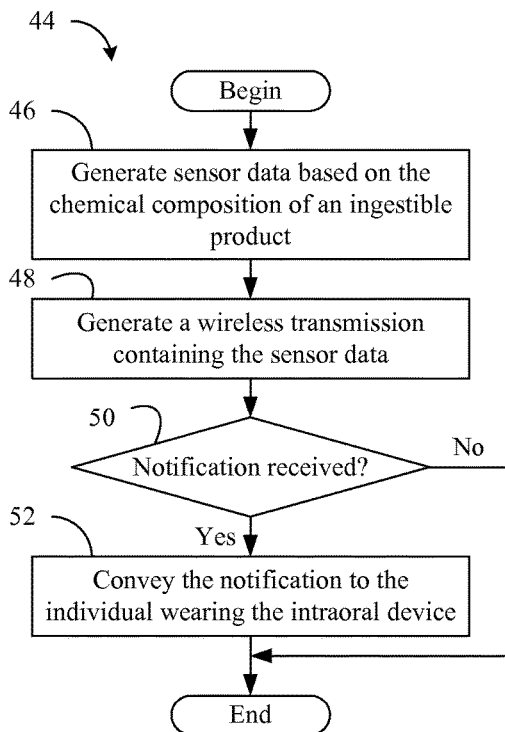 44
Begin
46
Generate sensor data based on the
chemical composition of an ingestible
product
48
Generate a wireless transmission
containing the sensor data
50
Notification received?
No
Yes
52
Convey the notification to the
individual wearing the intraoral device
End